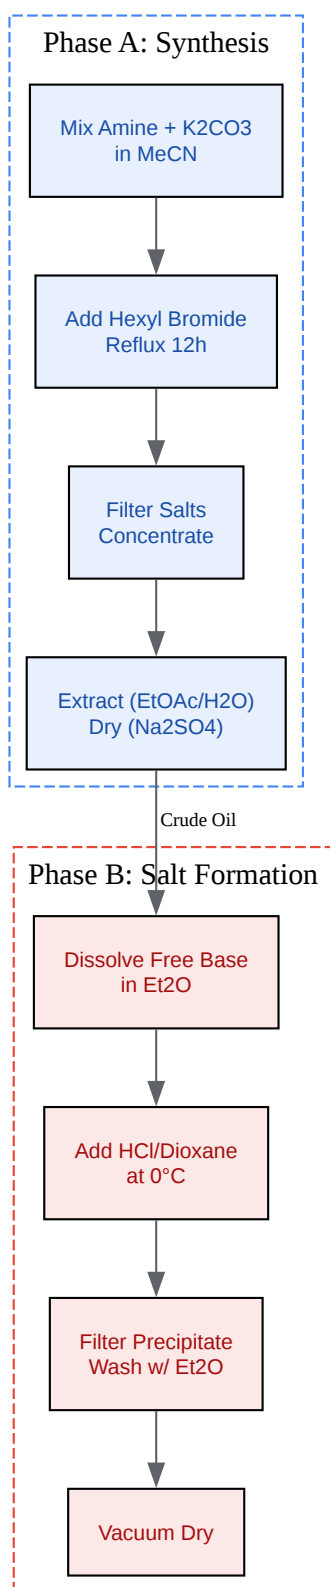 Phase A: Synthesis
Mix Amine + K2CO3
in MeCN
Add Hexyl Bromide
Reflux 12h
Filter Salts
Concentrate
Extract (EtOAc/H2O)
Dry (Na2SO4)
Crude Oil
Phase B: Salt Formation
Dissolve Free Base
in Et2O
Add HCl/Dioxane
at 0°C
Filter Precipitate
Wash w/ Et2O
Vacuum Dry